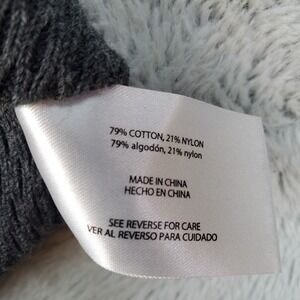 79% COTTON, 21% NYLON
79% algodón, 21% nylon
MADE IN CHINA
HECHO EN CHINA
SEE REVERSE FOR CARE
VER AL REVERSO PARA CUIDADO